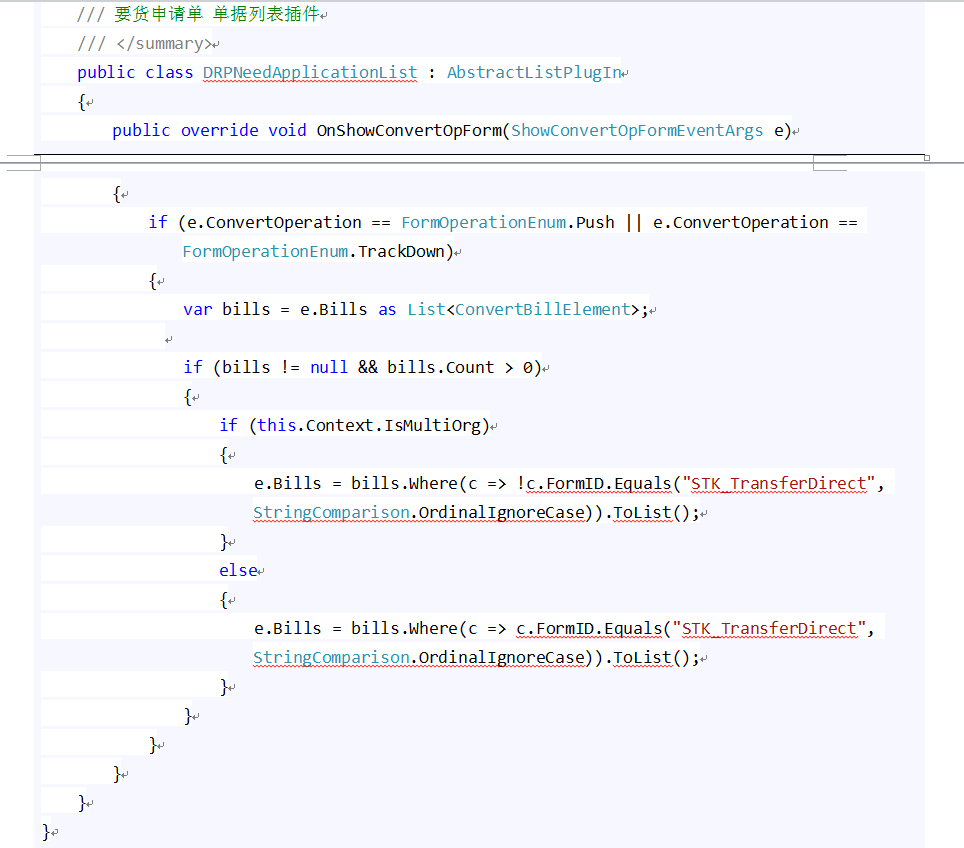 /// 要货申请单 单据列表插件
/// </summary>
public class DRPNeedApplicationList : AbstractListPlugIn
{
public override void OnShowConvertOpForm(ShowConvertOpFormEventArgs e)
{
if (e.ConvertOperation == FormOperationEnum.Push || e.ConvertOperation ==
FormOperationEnum.TrackDown)
{
var bills = e.Bills as List<ConvertBillElement>;
if (bills != null && bills.Count > 0)
{
if (this.Context.IsMultiOrg)
{
e.Bills = bills.Where(c => !c.FormID.Equals("STK_TransferDirect",
StringComparison.OrdinalIgnoreCase)).ToList();
}
else
{
e.Bills = bills.Where(c => c.FormID.Equals("STK_TransferDirect",
StringComparison.OrdinalIgnoreCase)).ToList();
}
}
}
}
}
}